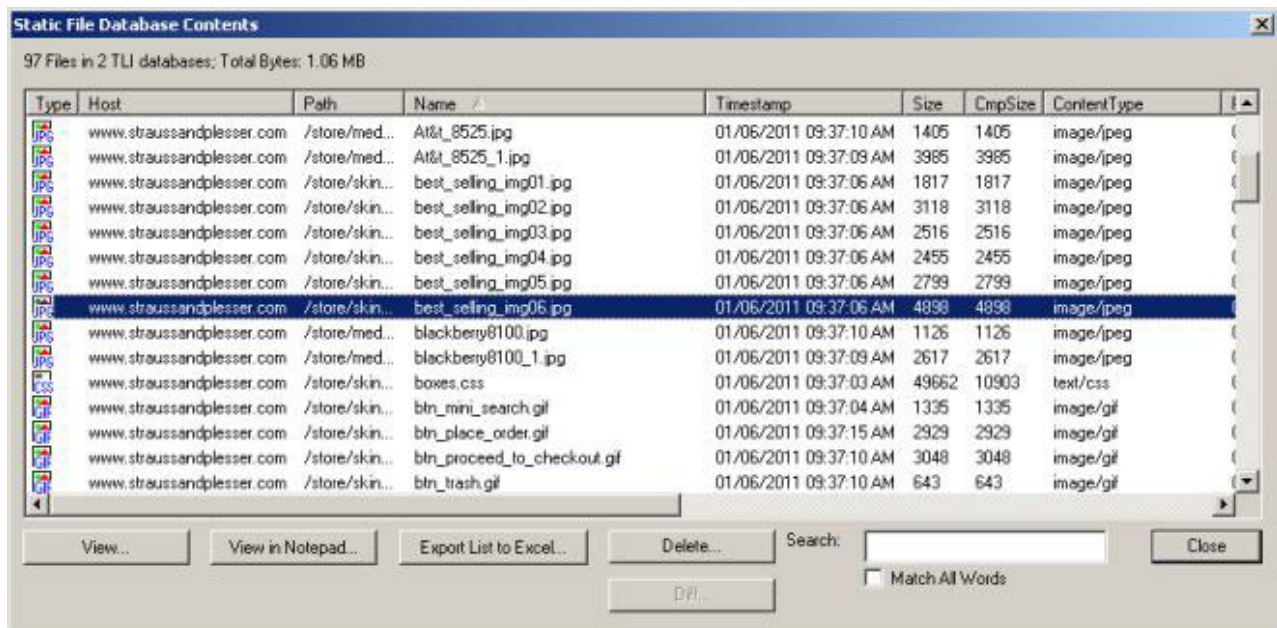 Static File Database Contents
97 Files in 2 TLI databases; Total Bytes: 1.06 MB
Type Host Path Name Timestamp Size CmpSize ContentType
JPG www.straussandplesser.com /store/med... At&t_8525.jpg 01/06/2011 09:37:10 AM 1405 1405 image/jpeg
JPG www.straussandplesser.com /store/med... At&t_8525_1.jpg 01/06/2011 09:37:09 AM 3985 3985 image/jpeg
JPG www.straussandplesser.com /store/skin... best_selling_img01.jpg 01/06/2011 09:37:06 AM 1817 1817 image/jpeg
JPG www.straussandplesser.com /store/skin... best_selling_img02.jpg 01/06/2011 09:37:06 AM 3118 3118 image/jpeg
JPG www.straussandplesser.com /store/skin... best_selling_img03.jpg 01/06/2011 09:37:06 AM 2516 2516 image/jpeg
JPG www.straussandplesser.com /store/skin... best_selling_img04.jpg 01/06/2011 09:37:06 AM 2455 2455 image/jpeg
JPG www.straussandplesser.com /store/skin... best_selling_img05.jpg 01/06/2011 09:37:06 AM 2799 2799 image/jpeg
JPG www.straussandplesser.com /store/skin... best_selling_img06.jpg 01/06/2011 09:37:06 AM 4898 4898 image/jpeg
JPG www.straussandplesser.com /store/med... blackberry8100.jpg 01/06/2011 09:37:10 AM 1126 1126 image/jpeg
JPG www.straussandplesser.com /store/med... blackberry8100_1.jpg 01/06/2011 09:37:09 AM 2617 2617 image/jpeg
CSS www.straussandplesser.com /store/skin... boxes.css 01/06/2011 09:37:03 AM 49662 10903 text/css
GIF www.straussandplesser.com /store/skin... btn_mini_search.gif 01/06/2011 09:37:04 AM 1335 1335 image/gif
GIF www.straussandplesser.com /store/skin... btn_place_order.gif 01/06/2011 09:37:15 AM 2929 2929 image/gif
GIF www.straussandplesser.com /store/skin... btn_proceed_to_checkout.gif 01/06/2011 09:37:10 AM 3048 3048 image/gif
GIF www.straussandplesser.com /store/skin... btn_trash.gif 01/06/2011 09:37:10 AM 643 643 image/gif
View... View in Notepad... Export List to Excel... Delete... Search: Close
Match All Words
Diff...